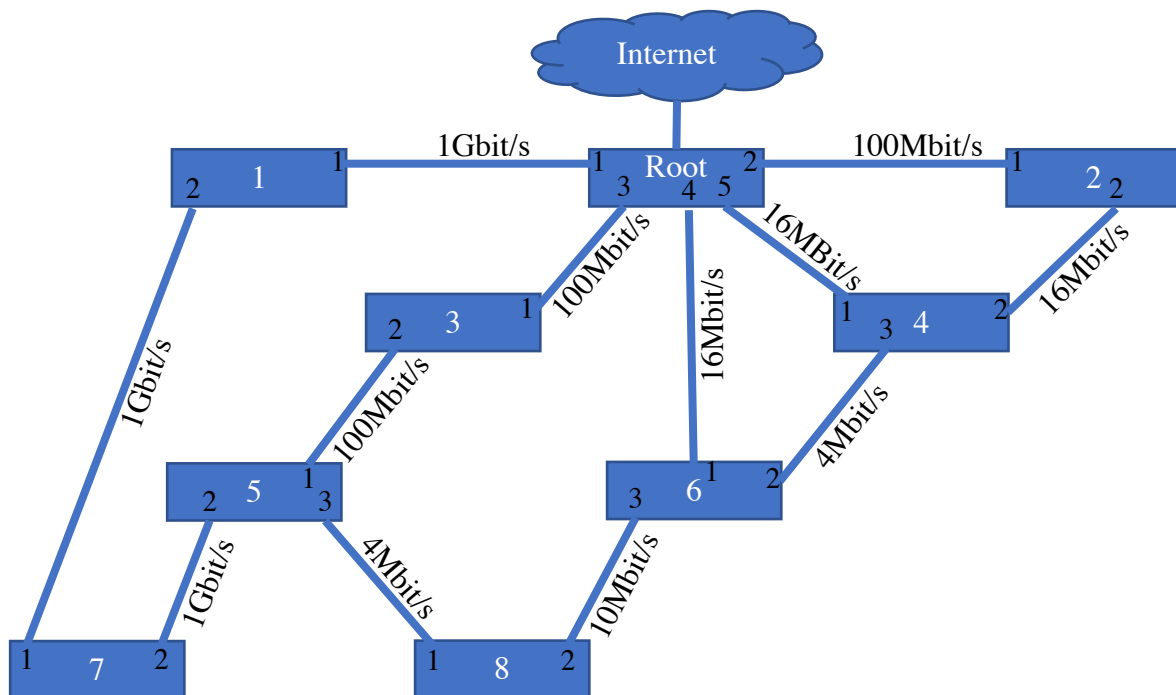 Internet
1Gbit/s
100Mbit/s
1 1 Root 2 1
2 1 3 4 5 2 2
16MBit/s
100Mbit/s
16Mbit/s
16Mbit/s
3 1 1 4 2
2 3
1Gbit/s
100Mbit/s
4Mbit/s
1 1
5 6 2
2 3 3
1Gbit/s
4Mbit/s
10Mbit/s
1 7 2 1 8 2